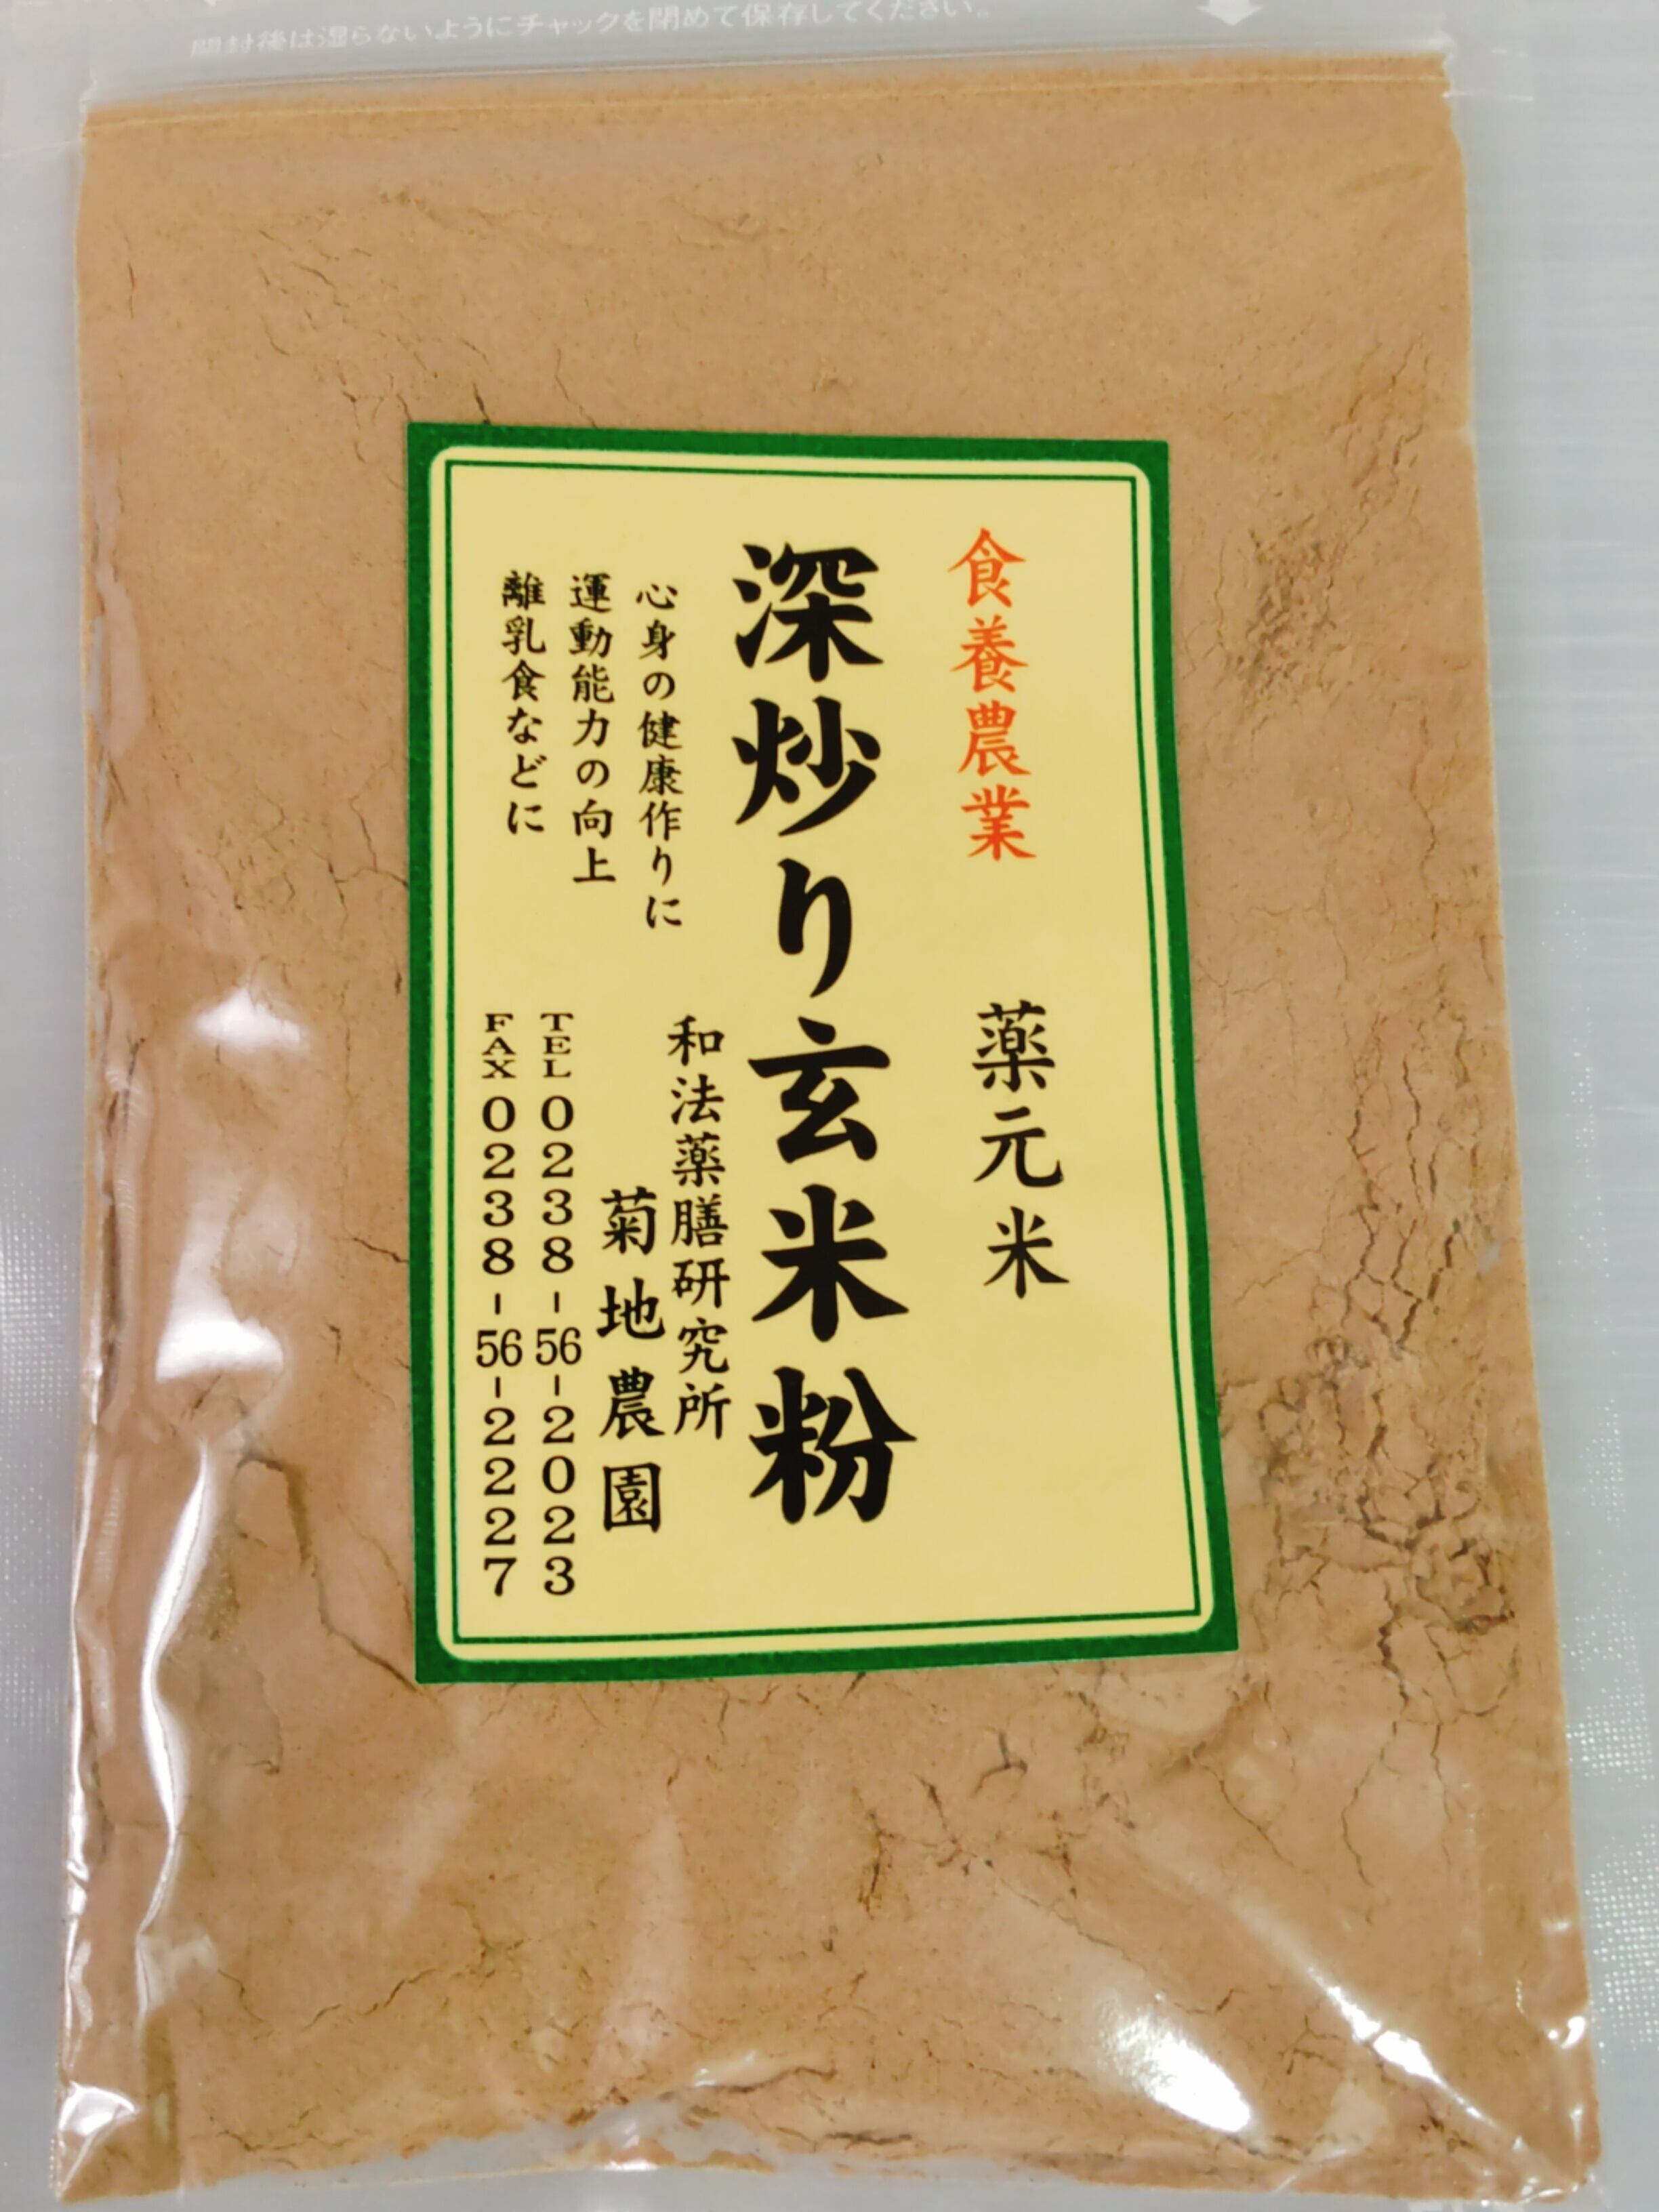 開封後は湿らないようにチャックを閉めて保存してください。
食養農業
薬元米
深炒り玄米粉
心身の健康作りに
運動能力の向上
離乳食などに
和法薬膳研究所
菊地農園
TEL 0238-56-2023
FAX 0238-56-2227